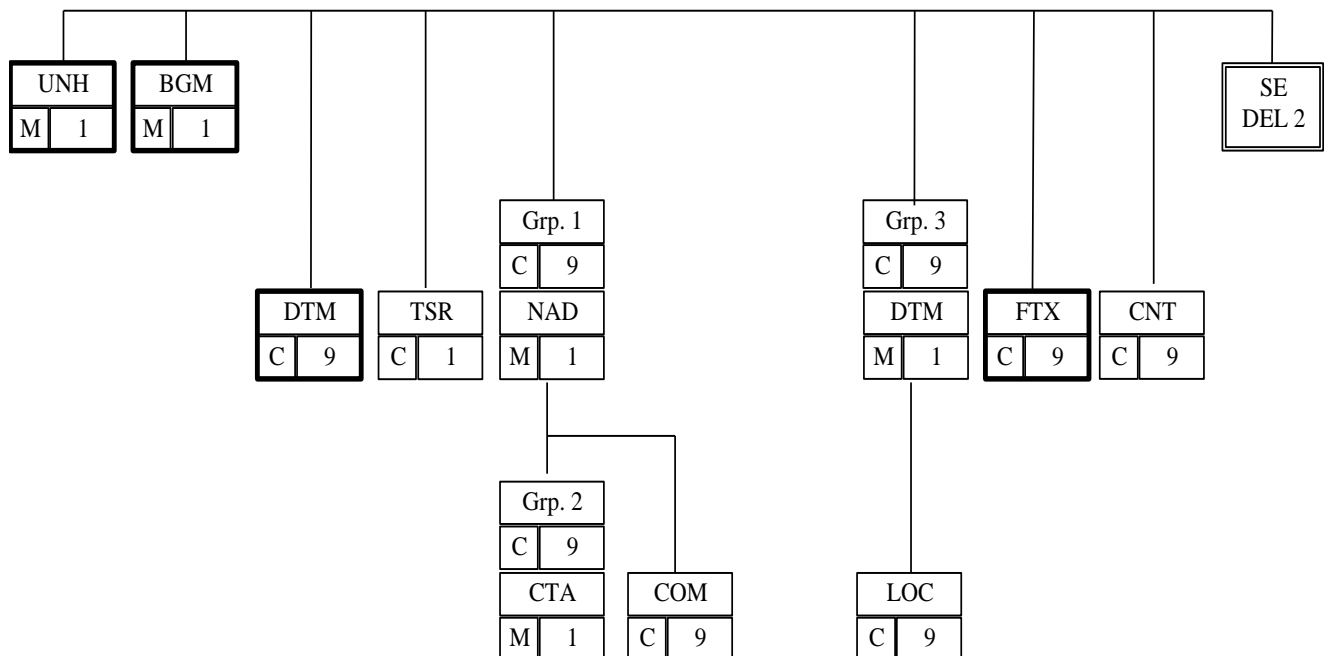 UNH
M 1
BGM
M 1
SE
DEL 2
Grp. 1
C 9
Grp. 3
C 9
DTM
C 9
TSR
C 1
NAD
M 1
DTM
M 1
FTX
C 9
CNT
C 9
Grp. 2
C 9
CTA
M 1
COM
C 9
LOC
C 9